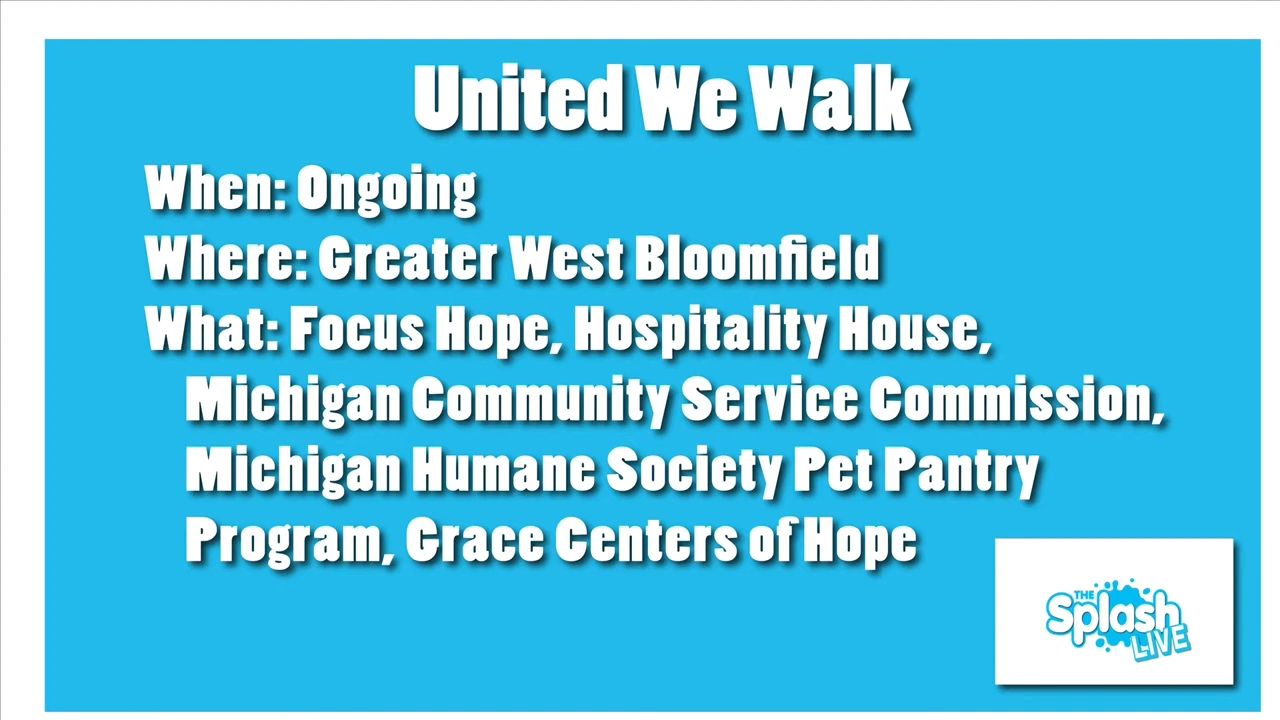 United We Walk
When: Ongoing
Where: Greater West Bloomfield
What: Focus Hope, Hospitality House,
Michigan Community Service Commission,
Michigan Humane Society Pet Pantry
Program, Grace Centers of Hope
THE
Splash
LIVE